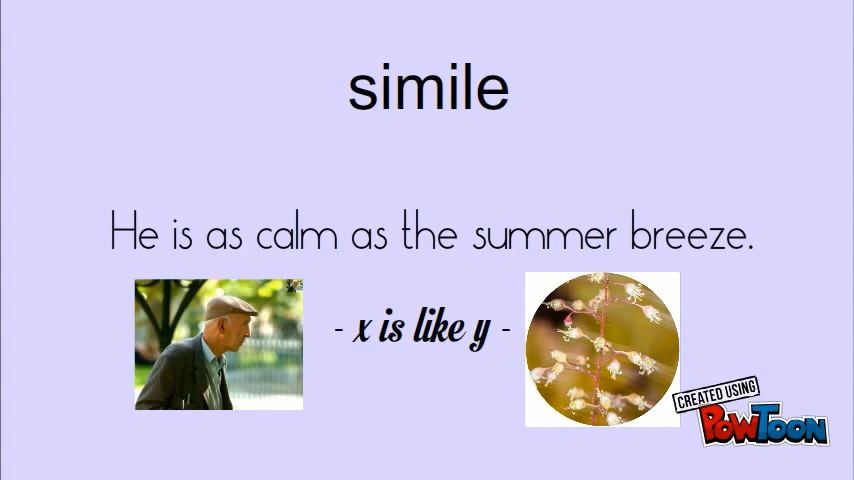 simile
He is as calm as the summer breeze.
- x is like y -
CREATED USING
POWTOON